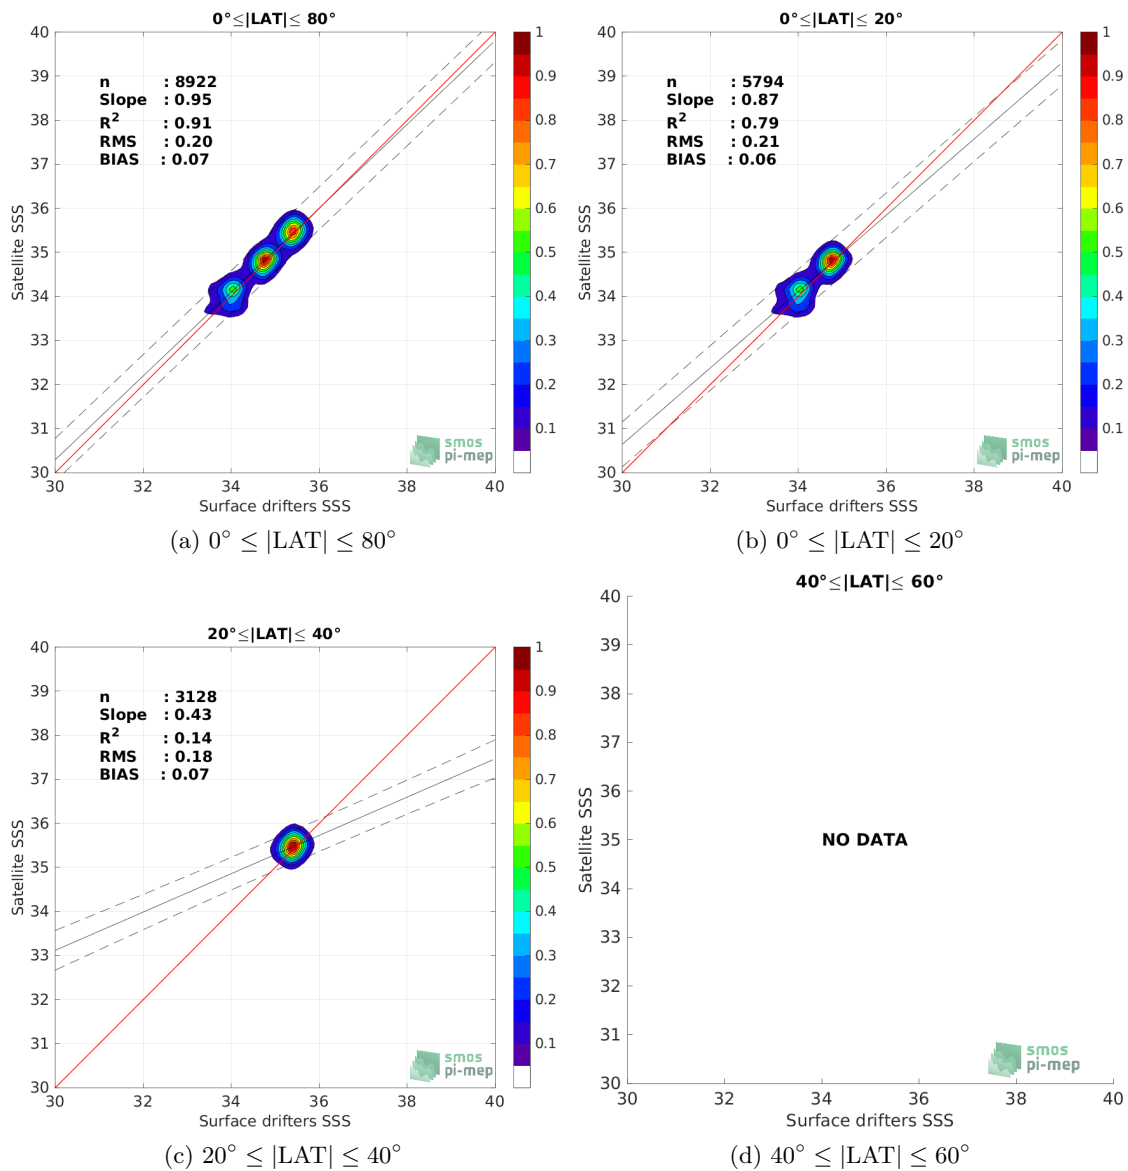 0°≤|LAT|≤ 80°
n : 8922
Slope : 0.95
R² : 0.91
RMS : 0.20
BIAS : 0.07
40
39
38
37
36
35
34
33
32
31
30
30 32 34 36 38 40
Satellite SSS
Surface drifters SSS
1
0.9
0.8
0.7
0.6
0.5
0.4
0.3
0.2
0.1
smos
pi-mep
(a) 0° ≤ |LAT| ≤ 80°
0°≤|LAT|≤ 20°
n : 5794
Slope : 0.87
R² : 0.79
RMS : 0.21
BIAS : 0.06
40
39
38
37
36
35
34
33
32
31
30
30 32 34 36 38 40
Satellite SSS
Surface drifters SSS
1
0.9
0.8
0.7
0.6
0.5
0.4
0.3
0.2
0.1
smos
pi-mep
(b) 0° ≤ |LAT| ≤ 20°
20°≤|LAT|≤ 40°
n : 3128
Slope : 0.43
R² : 0.14
RMS : 0.18
BIAS : 0.07
40
39
38
37
36
35
34
33
32
31
30
30 32 34 36 38 40
Satellite SSS
Surface drifters SSS
1
0.9
0.8
0.7
0.6
0.5
0.4
0.3
0.2
0.1
smos
pi-mep
(c) 20° ≤ |LAT| ≤ 40°
40°≤|LAT|≤ 60°
40
39
38
37
36
35
34
33
32
31
30
30 32 34 36 38 40
Satellite SSS
NO DATA
Surface drifters SSS
smos
pi-mep
(d) 40° ≤ |LAT| ≤ 60°